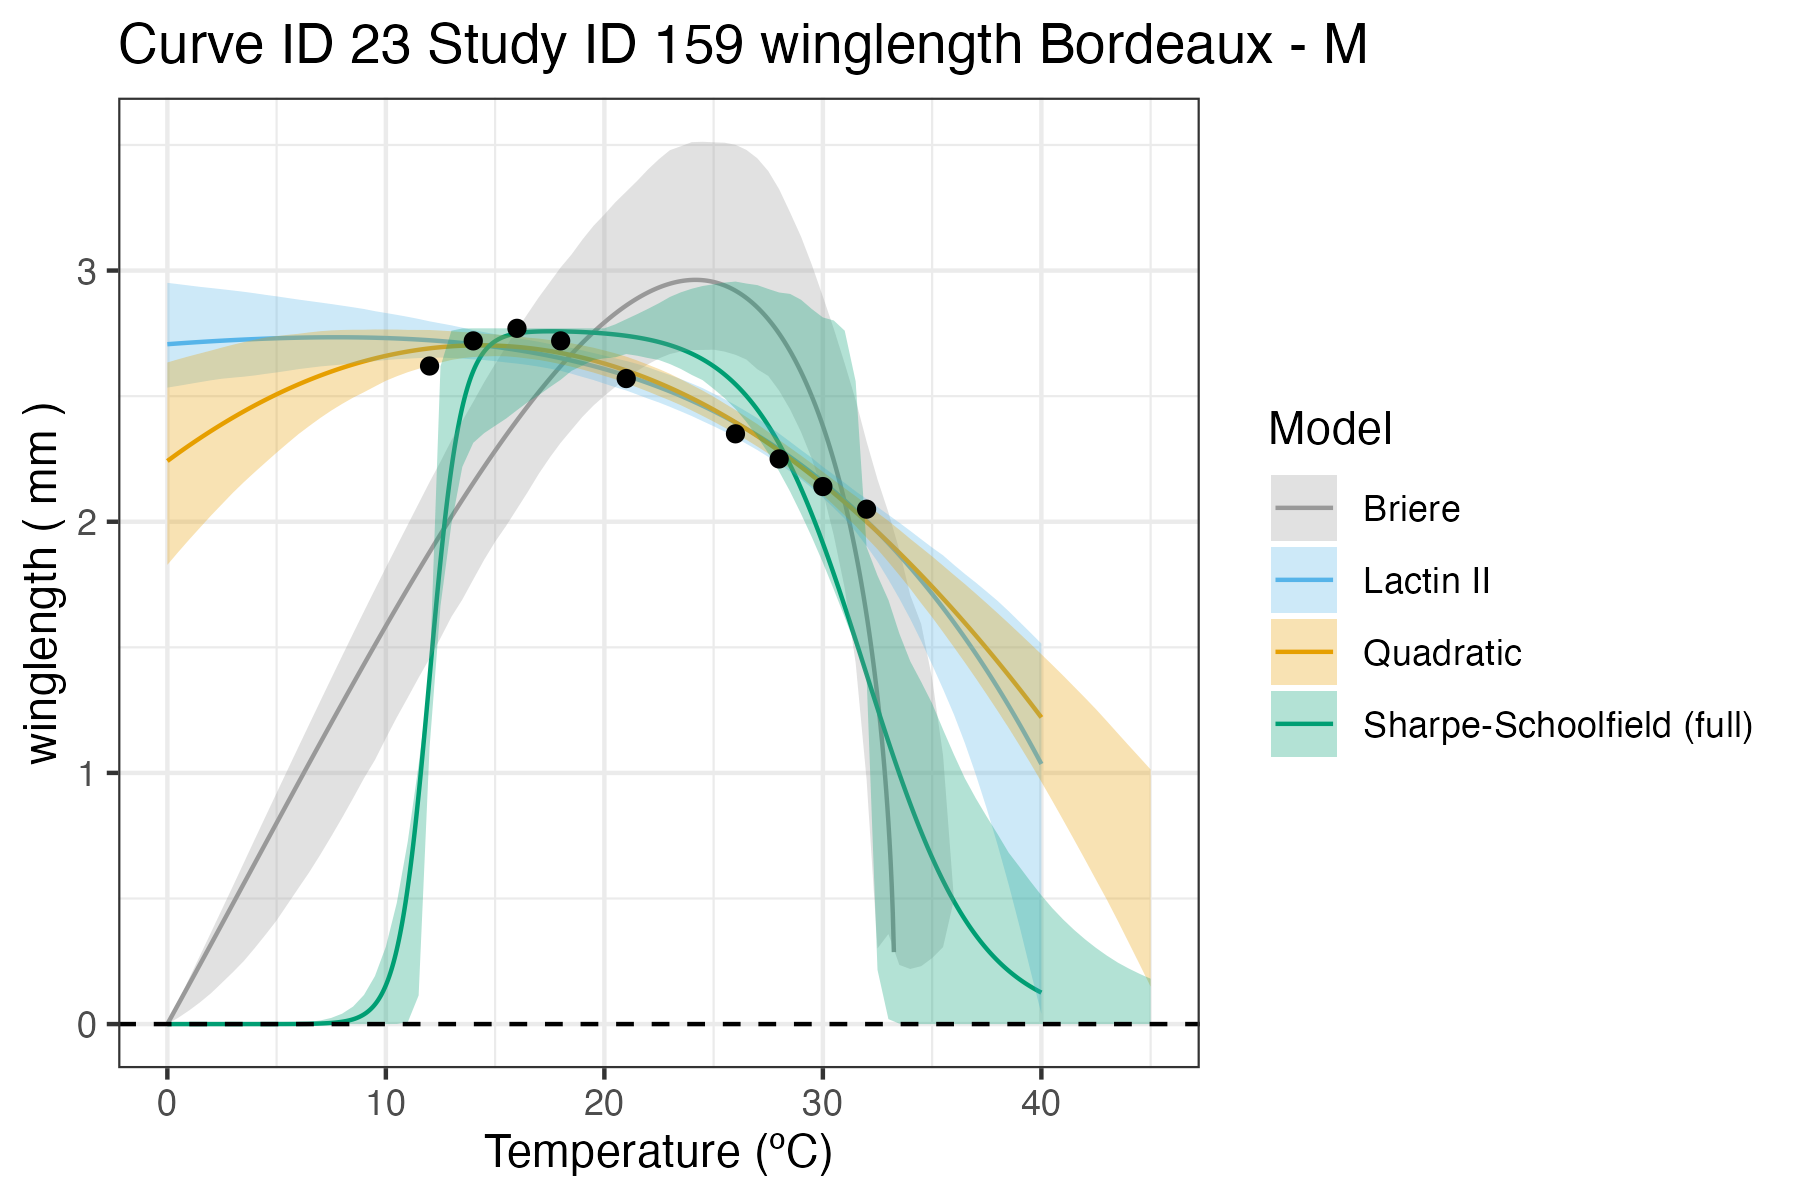 Curve ID 23 Study ID 159 winglength Bordeaux - M
winglength ( mm )
3
2
1
0
0 10 20 30 40
Temperature (ºC)
Model
Briere
Lactin II
Quadratic
Sharpe-Schoolfield (full)